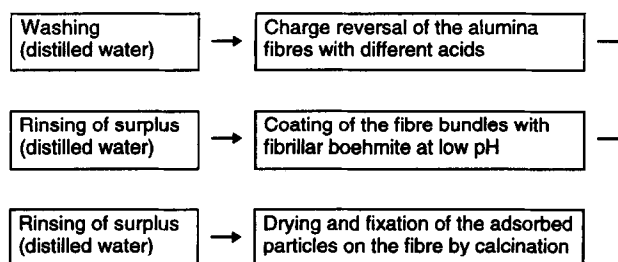 Washing
(distilled water)
Charge reversal of the alumina
fibres with different acids
Rinsing of surplus
(distilled water)
Coating of the fibre bundles with
fibrillar boehmite at low pH
Rinsing of surplus
(distilled water)
Drying and fixation of the adsorbed
particles on the fibre by calcination